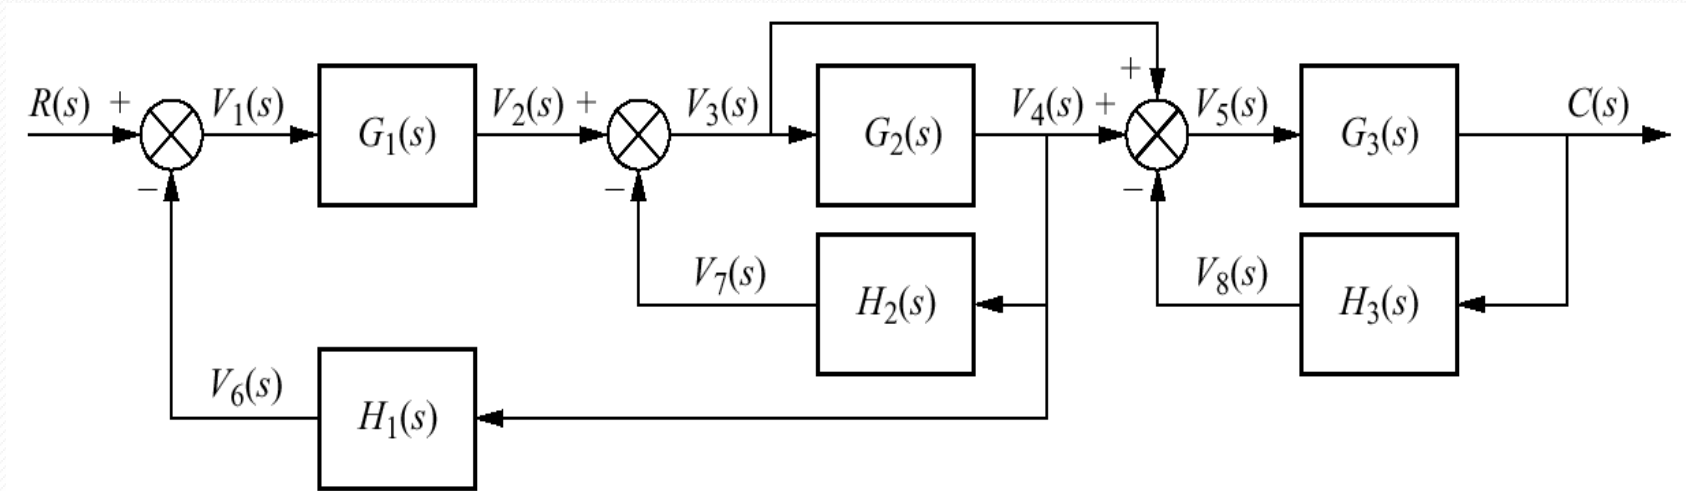 +
R(s) + V₁(s) V₂(s) + V₃(s) V₄(s) + V₅(s) C(s)
G₁(s) G₂(s) G₃(s)
− − −
V₇(s) V₈(s)
H₂(s) H₃(s)
V₆(s)
H₁(s)